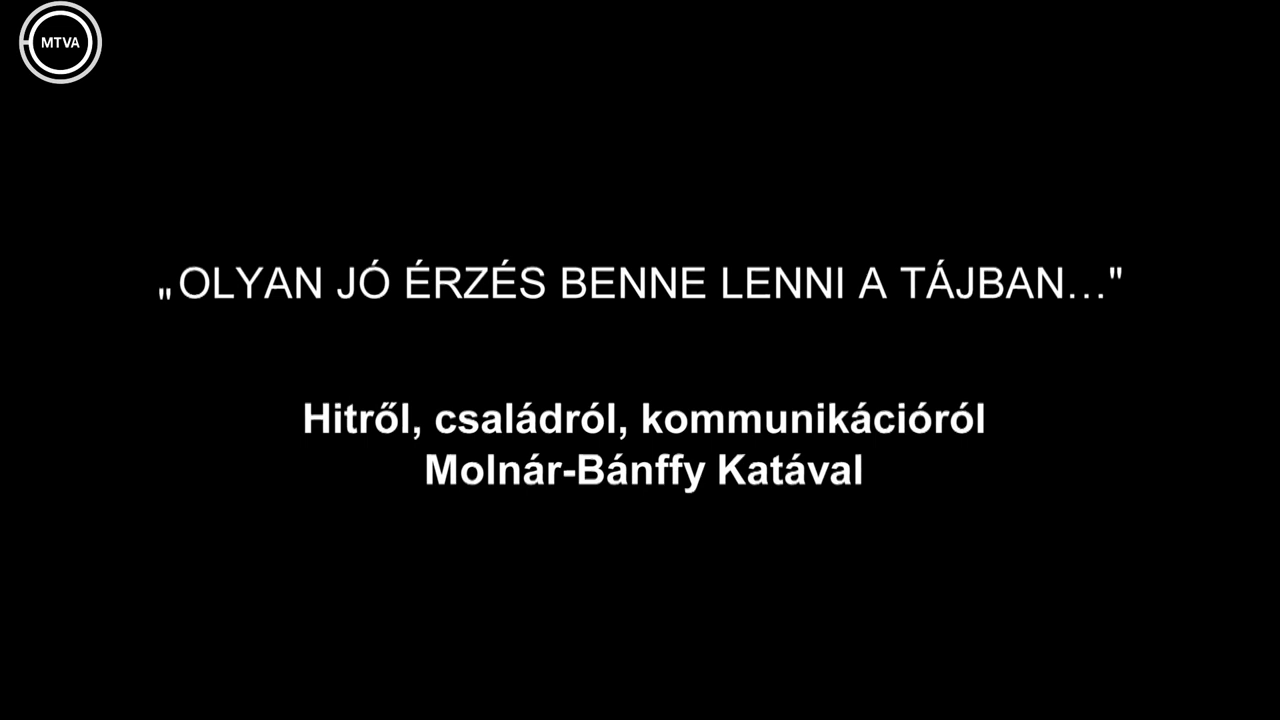 MTVA
„OLYAN JÓ ÉRZÉS BENNE LENNI A TÁJBAN…"
Hitről, családról, kommunikációról
Molnár-Bánffy Katával